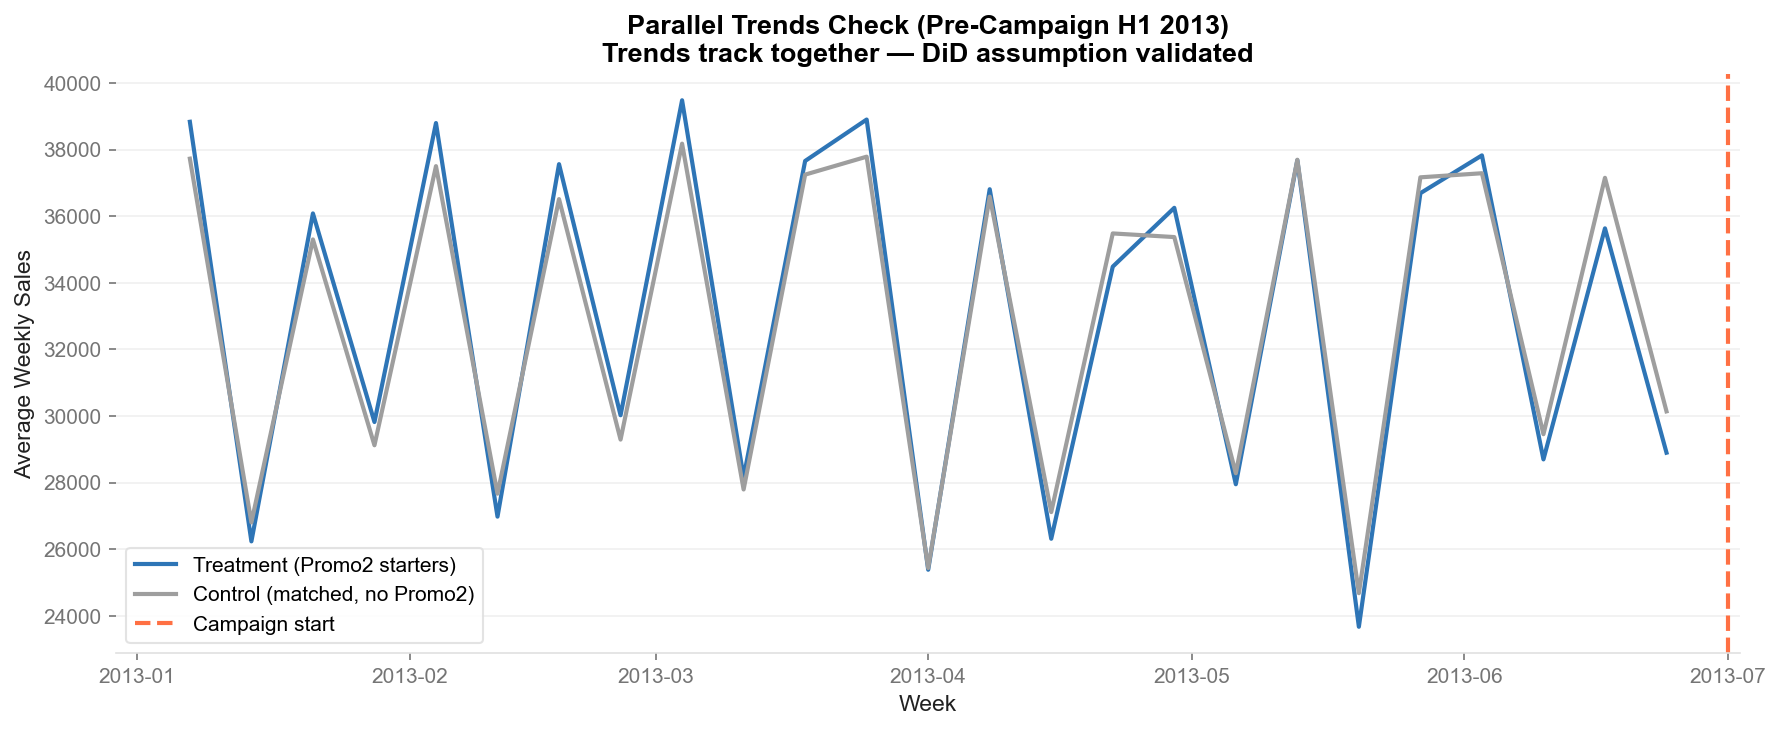 Parallel Trends Check (Pre-Campaign H1 2013)
Trends track together — DiD assumption validated
Average Weekly Sales
40000
38000
36000
34000
32000
30000
28000
26000
24000
Treatment (Promo2 starters)
Control (matched, no Promo2)
Campaign start
2013-01
2013-02
2013-03
2013-04
2013-05
2013-06
2013-07
Week